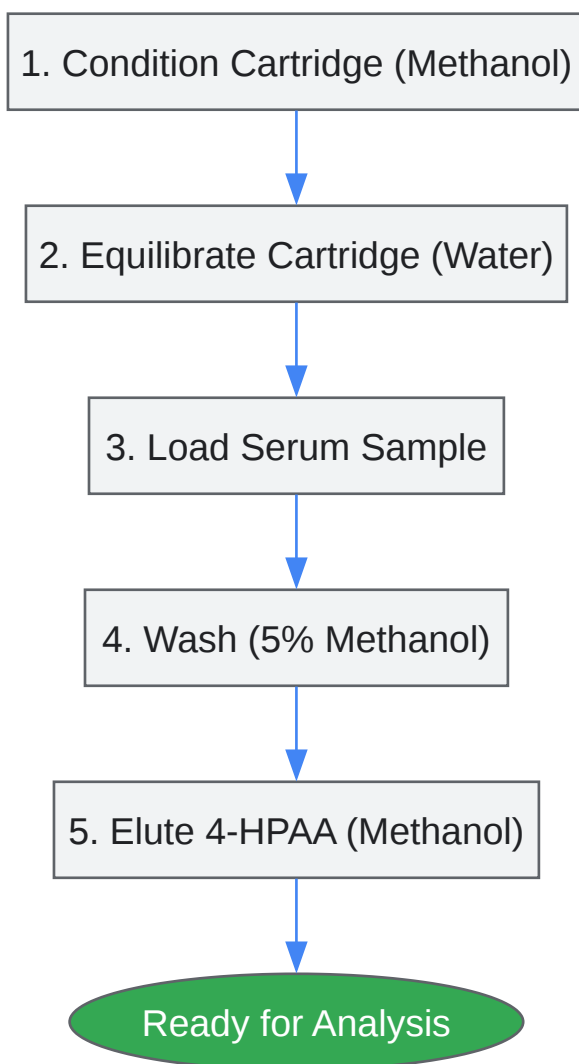 1. Condition Cartridge (Methanol)
2. Equilibrate Cartridge (Water)
3. Load Serum Sample
4. Wash (5% Methanol)
5. Elute 4-HPAA (Methanol)
Ready for Analysis